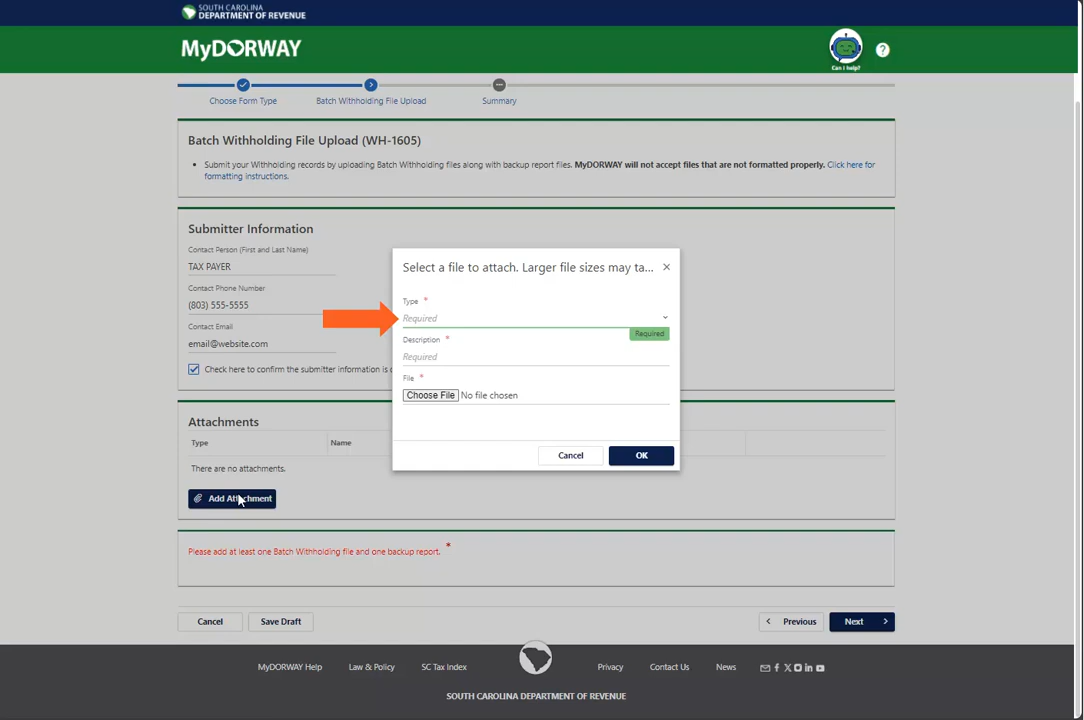 SOUTH CAROLINA
DEPARTMENT OF REVENUE
MyDORWAY
Can I help?
?
Choose Form Type
Batch Withholding File Upload
Summary
Batch Withholding File Upload (WH-1605)
Submit your Withholding records by uploading Batch Withholding files along with backup report files. MyDORWAY will not accept files that are not formatted properly. Click here for
formatting instructions.
Submitter Information
Contact Person (First and Last Name)
TAX PAYER
Contact Phone Number
(803) 555-5555
Contact Email
email@website.com
Check here to confirm the submitter information is
Select a file to attach. Larger file sizes may ta...
Type *
Required
Required
Description *
Required
File *
Choose File No file chosen
Cancel OK
Attachments
Type Name
There are no attachments.
Add Attachment
Please add at least one Batch Withholding file and one backup report. *
Cancel Save Draft Previous Next
MyDORWAY Help Law & Policy SC Tax Index Privacy Contact Us News
SOUTH CAROLINA DEPARTMENT OF REVENUE